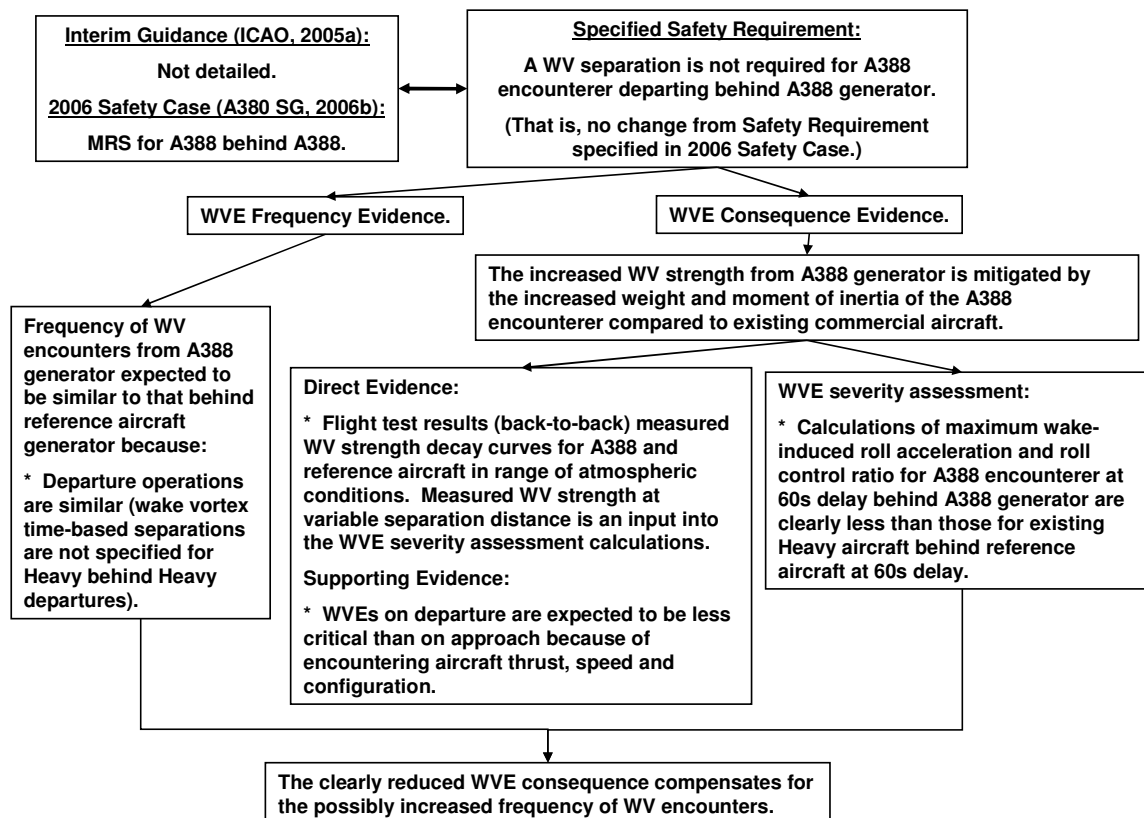 Interim Guidance (ICAO, 2005a):
Not detailed.
2006 Safety Case (A380 SG, 2006b):
MRS for A388 behind A388.
Specified Safety Requirement:
A WV separation is not required for A388
encounterer departing behind A388 generator.
(That is, no change from Safety Requirement
specified in 2006 Safety Case.)
WVE Frequency Evidence.
WVE Consequence Evidence.
The increased WV strength from A388 generator is mitigated by
the increased weight and moment of inertia of the A388
encounterer compared to existing commercial aircraft.
Frequency of WV
encounters from A388
generator expected to
be similar to that behind
reference aircraft
generator because:
* Departure operations
are similar (wake vortex
time-based separations
are not specified for
Heavy behind Heavy
departures).
Direct Evidence:
* Flight test results (back-to-back) measured
WV strength decay curves for A388 and
reference aircraft in range of atmospheric
conditions. Measured WV strength at
variable separation distance is an input into
the WVE severity assessment calculations.
Supporting Evidence:
* WVEs on departure are expected to be less
critical than on approach because of
encountering aircraft thrust, speed and
configuration.
WVE severity assessment:
* Calculations of maximum wake-
induced roll acceleration and roll
control ratio for A388 encounterer at
60s delay behind A388 generator are
clearly less than those for existing
Heavy aircraft behind reference
aircraft at 60s delay.
The clearly reduced WVE consequence compensates for
the possibly increased frequency of WV encounters.